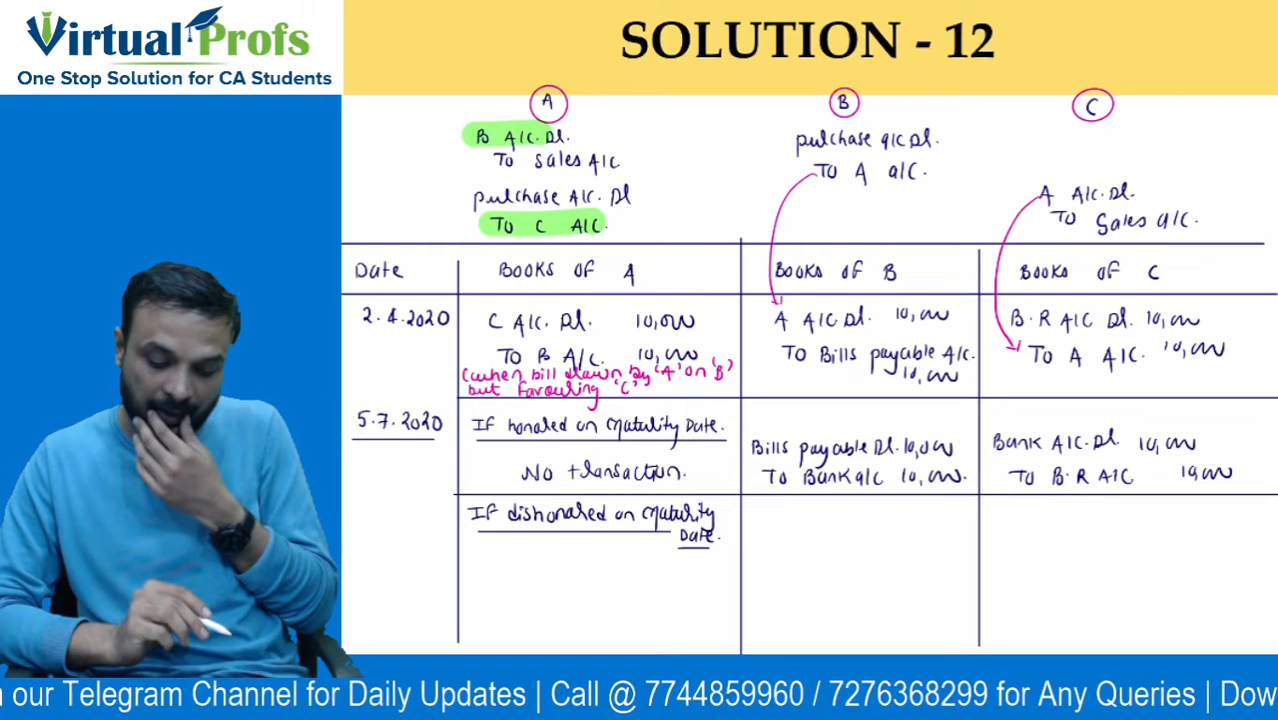 Virtual Profs
One Stop Solution for CA Students
SOLUTION - 12
A
B A/C. Dr.
To Sales A/C
purchase A/C. Dr
To C A/C.
B
purchase a/c Dr.
To A a/c.
C
A A/C. Dr.
To Sales a/c.
Date
BOOKS OF A
BOOKS OF B
BOOKS OF C
2.4.2020
C A/C. Dr. 10,000
To B A/C. 10,000
(when bill drawn by 'A' on 'B'
but favouring 'C'
A A/C Dr. 10,000
To Bills payable A/C.
10,000
B.R A/C Dr. 10,000
To A A/C. 10,000
5.7.2020
If honored on Maturity Date.
No transaction.
Bills payable Dr. 10,000
To Bank a/c 10,000.
Bank A/C. Dr. 10,000
To B.R A/C 10,000
If dishonored on Maturity
Date.
our Telegram Channel for Daily Updates | Call @ 7744859960 / 7276368299 for Any Queries | Dow